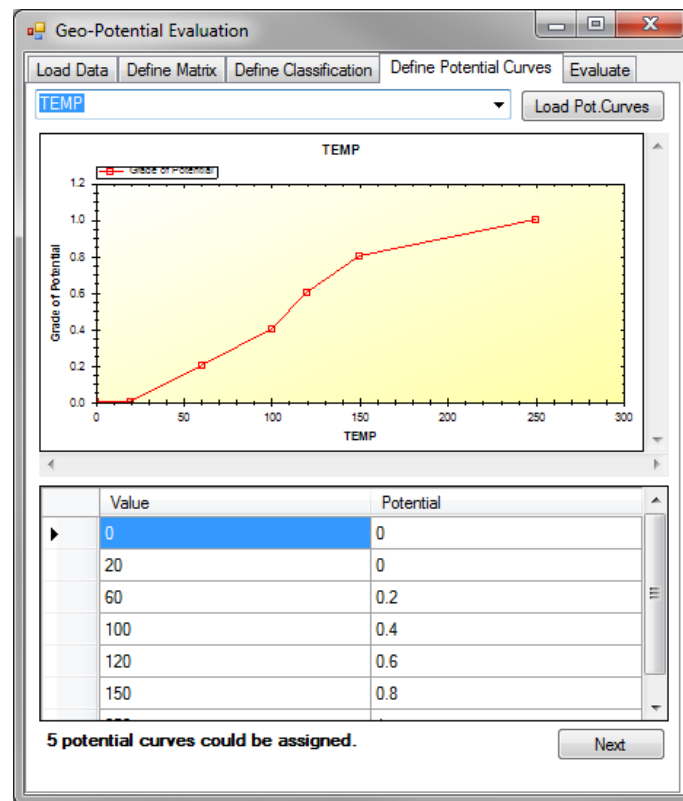 Geo-Potential Evaluation
Load Data Define Matrix Define Classification Define Potential Curves Evaluate
TEMP Load Pot.Curves
TEMP
Grade of Potential
1.2
1.0
0.8
0.6
0.4
0.2
0.0
Grade of Potential
0 50 100 150 200 250 300
TEMP
Value Potential
0 0
20 0
60 0.2
100 0.4
120 0.6
150 0.8
5 potential curves could be assigned. Next